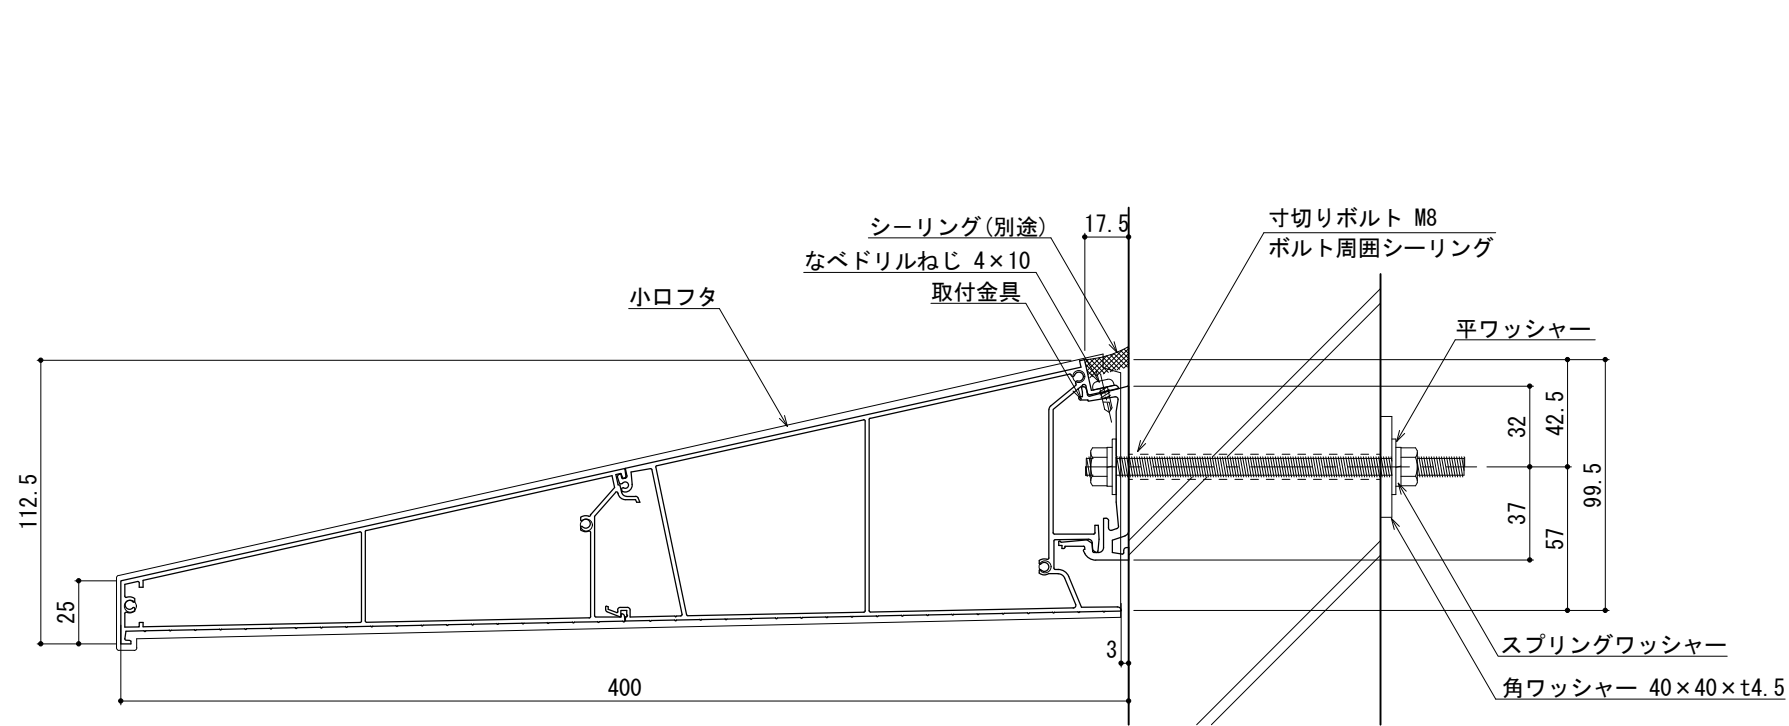 シーリング(別途)
17.5
寸切りボルト M8
ボルト周囲シーリング
なベドリルねじ 4×10
取付金具
小口フタ
平ワッシャー
112.5
25
32
42.5
37
57
99.5
3
400
スプリングワッシャー
角ワッシャー 40×40×t4.5